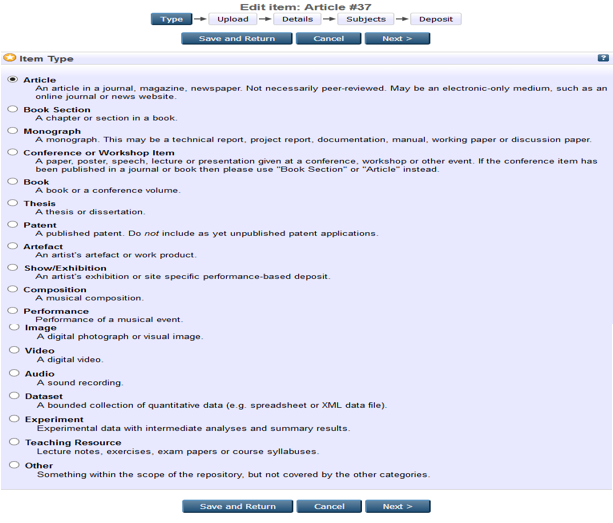 Edit item: Article #37
Type Upload Details Subjects Deposit
Save and Return Cancel Next >
Item Type ?
Article
An article in a journal, magazine, newspaper. Not necessarily peer-reviewed. May be an electronic-only medium, such as an
online journal or news website.
Book Section
A chapter or section in a book.
Monograph
A monograph. This may be a technical report, project report, documentation, manual, working paper or discussion paper.
Conference or Workshop Item
A paper, poster, speech, lecture or presentation given at a conference, workshop or other event. If the conference item has
been published in a journal or book then please use "Book Section" or "Article" instead.
Book
A book or a conference volume.
Thesis
A thesis or dissertation.
Patent
A published patent. Do not include as yet unpublished patent applications.
Artefact
An artist's artefact or work product.
Show/Exhibition
An artist's exhibition or site specific performance-based deposit.
Composition
A musical composition.
Performance
Performance of a musical event.
Image
A digital photograph or visual image.
Video
A digital video.
Audio
A sound recording.
Dataset
A bounded collection of quantitative data (e.g. spreadsheet or XML data file).
Experiment
Experimental data with intermediate analyses and summary results.
Teaching Resource
Lecture notes, exercises, exam papers or course syllabuses.
Other
Something within the scope of the repository, but not covered by the other categories.
Save and Return Cancel Next >